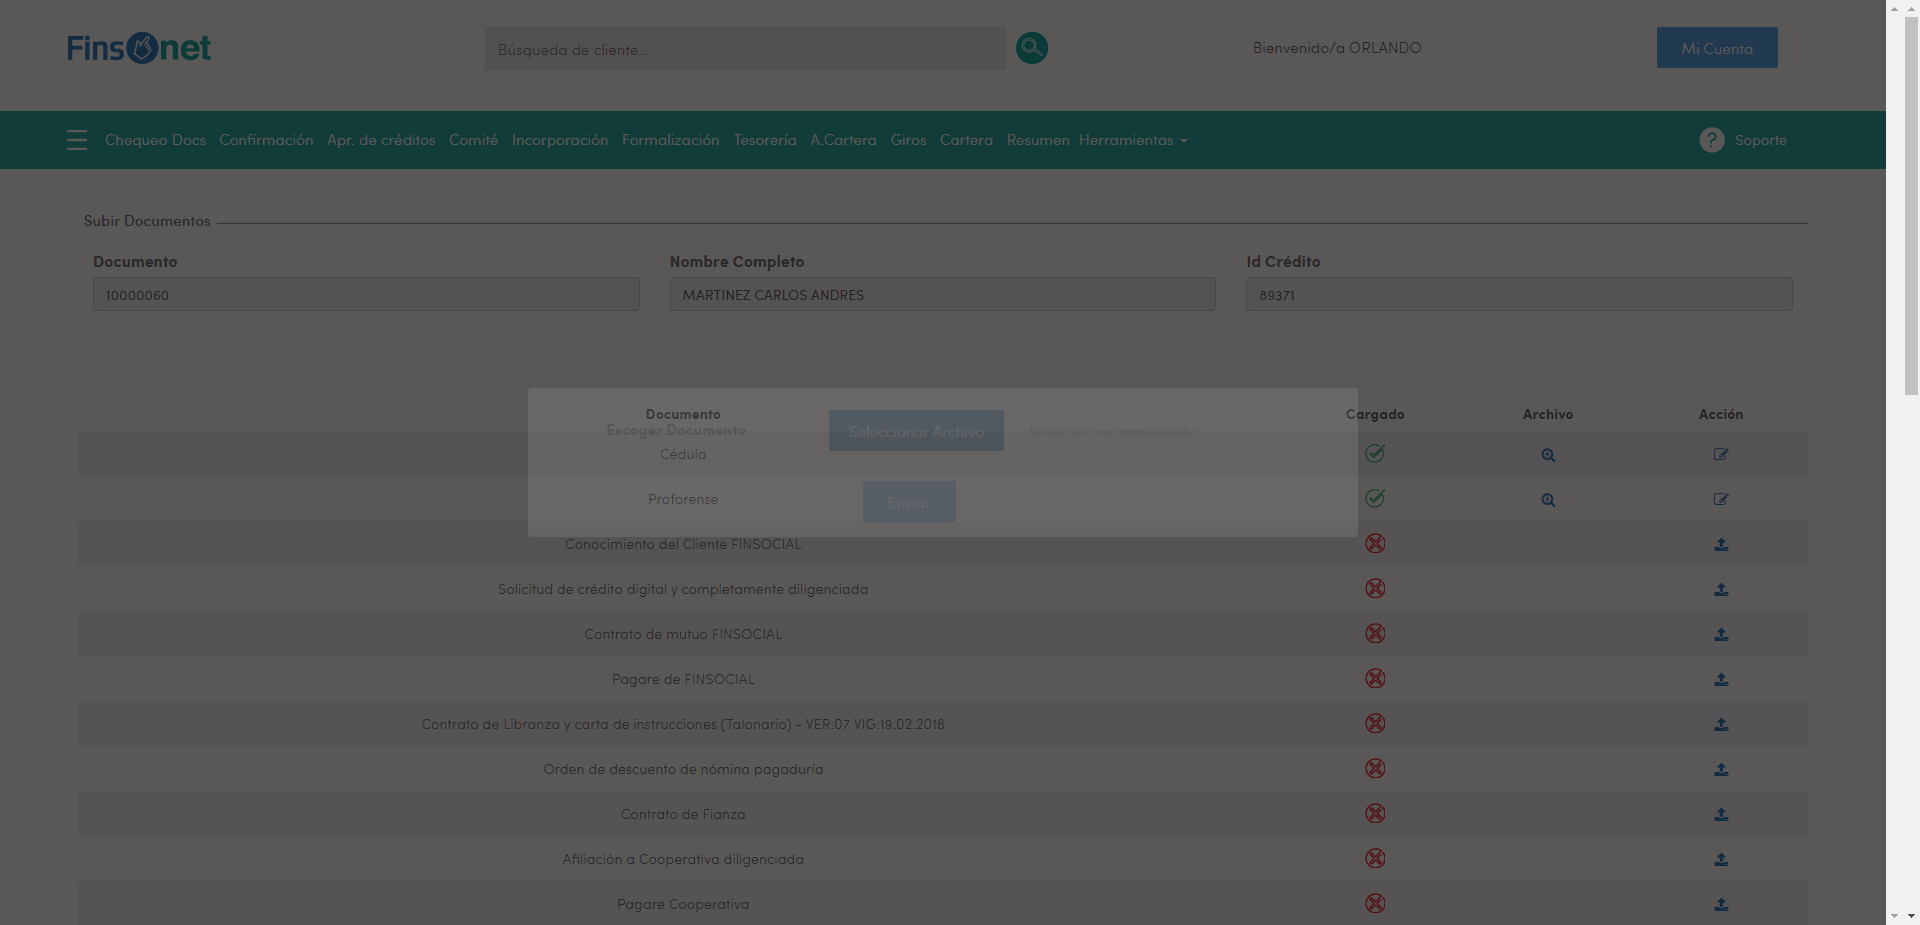 Finsonet
Búsqueda de cliente...
Bienvenido/a ORLANDO
Mi Cuenta
Chequeo Docs Confirmación Apr. de créditos Comité Incorporación Formalización Tesorería A.Cartera Giros Cartera Resumen Herramientas
? Soporte
Subir Documentos
Documento Nombre Completo Id Crédito
10000060 MARTINEZ CARLOS ANDRES 89371
Documento Cargado Archivo Acción
Escoger Documento Seleccionar Archivo Ningún archivo seleccionado
Cédula
Proforense
Enviar
Conocimiento del Cliente FINSOCIAL
Solicitud de crédito digital y completamente diligenciada
Contrato de mutuo FINSOCIAL
Pagare de FINSOCIAL
Contrato de Libranza y carta de instrucciones (Talonario) - VER:07 VIG:19.02.2018
Orden de descuento de nómina pagaduría
Contrato de Fianza
Afiliación a Cooperativa diligenciada
Pagare Cooperativa